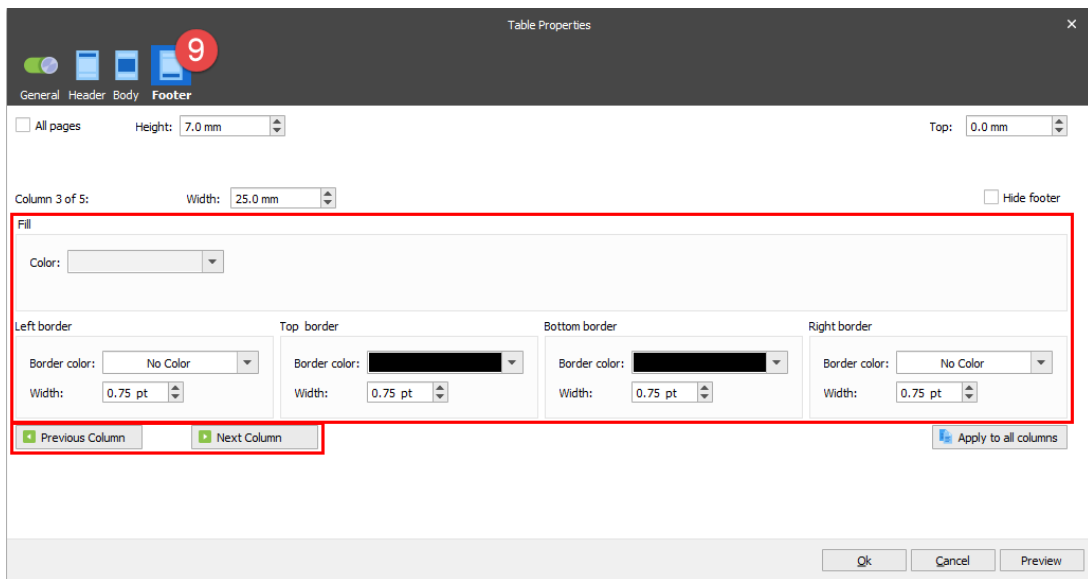 Table Properties
9
General Header Body Footer
All pages Height: 7.0 mm Top: 0.0 mm
Column 3 of 5: Width: 25.0 mm Hide footer
Fill
Color:
Left border Top border Bottom border Right border
Border color: No Color Border color: Border color: Border color: No Color
Width: 0.75 pt Width: 0.75 pt Width: 0.75 pt Width: 0.75 pt
Previous Column Next Column Apply to all columns
Ok Cancel Preview